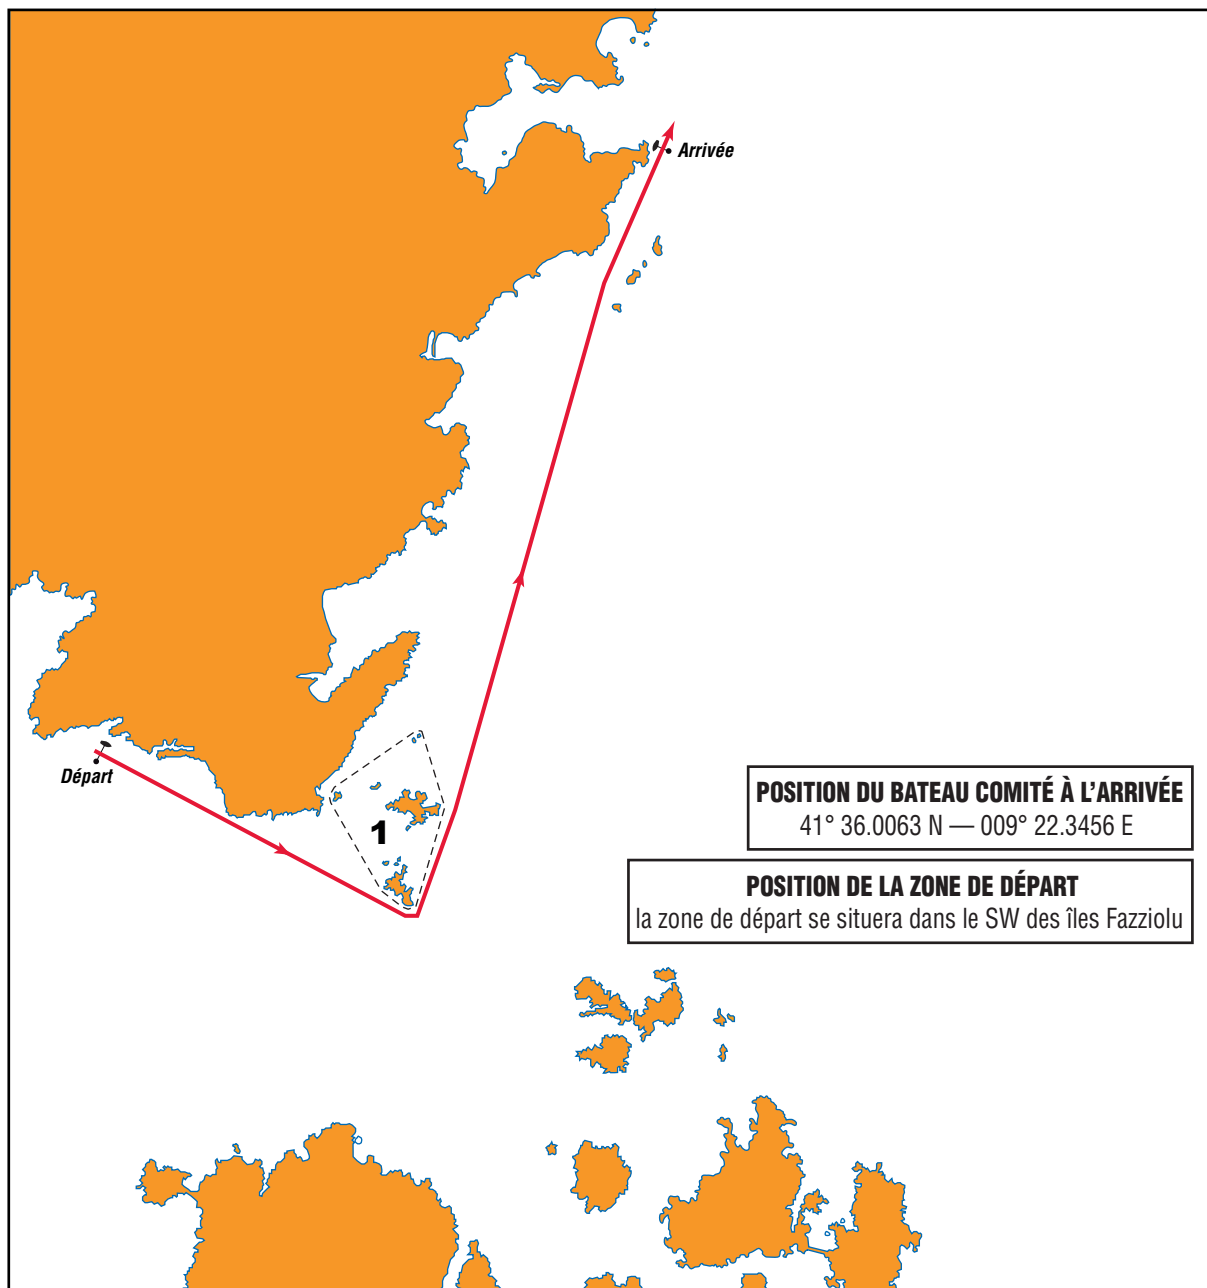 Arrivée
Départ
1
POSITION DU BATEAU COMITÉ À L'ARRIVÉE
41° 36.0063 N — 009° 22.3456 E
POSITION DE LA ZONE DE DÉPART
la zone de départ se situera dans le SW des îles Fazziolu